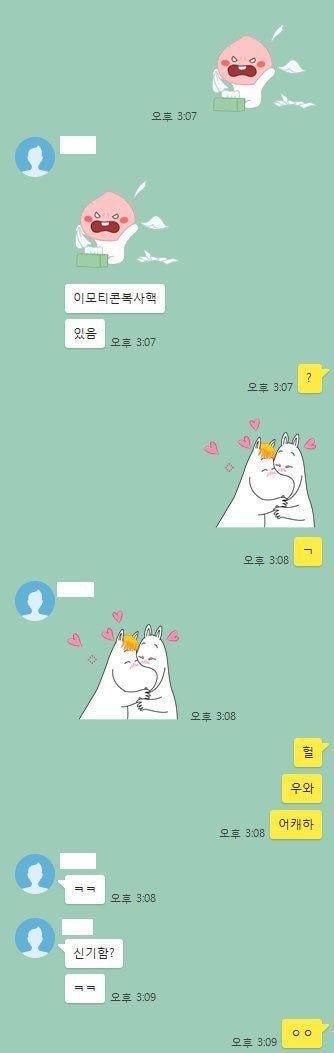 오후 3:07
이모티콘복사핵
있음
오후 3:07
?
오후 3:07
ㄱ
오후 3:08
오후 3:08
헐
우와
어캐하
오후 3:08
ㅋㅋ
오후 3:08
신기함?
ㅋㅋ
오후 3:09
ㅇㅇ
오후 3:09